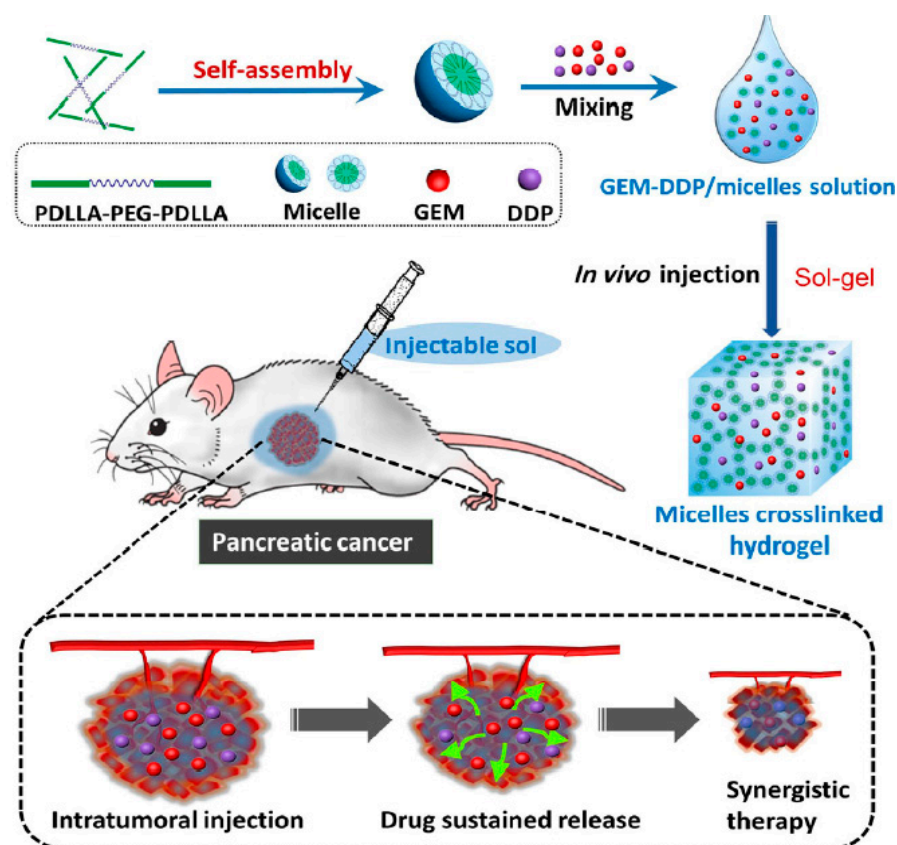 Self-assembly
Mixing
GEM-DDP/micelles solution
PDLLA-PEG-PDLLA
Micelle
GEM
DDP
In vivo injection
Sol-gel
Injectable sol
Micelles crosslinked
hydrogel
Pancreatic cancer
Intratumoral injection
Drug sustained release
Synergistic
therapy